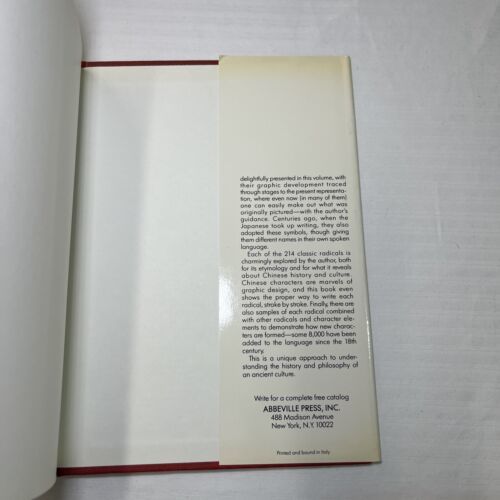 delightfully presented in this volume, with
their graphic development traced
through stages to the present representa-
tion, where even now (in many of them)
one can easily make out what was
originally pictured—with the author's
guidance. Centuries ago, when the
Japanese took up writing, they also
adopted these symbols, though giving
them different names in their own spoken
language.
Each of the 214 classic radicals is
charmingly explored by the author, both
for its etymology and for what it reveals
about Chinese history and culture.
Chinese characters are marvels of
graphic design, and this book even
shows the proper way to write each
radical, stroke by stroke. Finally, there are
also samples of each radical combined
with other radicals and character ele-
ments to demonstrate how new charac-
ters are formed—some 8,000 have been
added to the language since the 18th
century.
This is a unique approach to under-
standing the history and philosophy of
an ancient culture.
Write for a complete free catalog
ABBEVILLE PRESS, INC.
488 Madison Avenue
New York, N.Y. 10022
Printed and bound in Italy